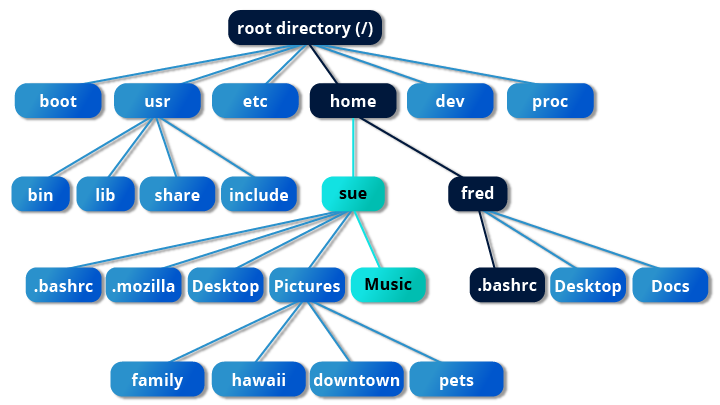 root directory (/)
boot usr etc home dev proc
bin lib share include sue fred
.bashrc .mozilla Desktop Pictures Music .bashrc Desktop Docs
family hawaii downtown pets